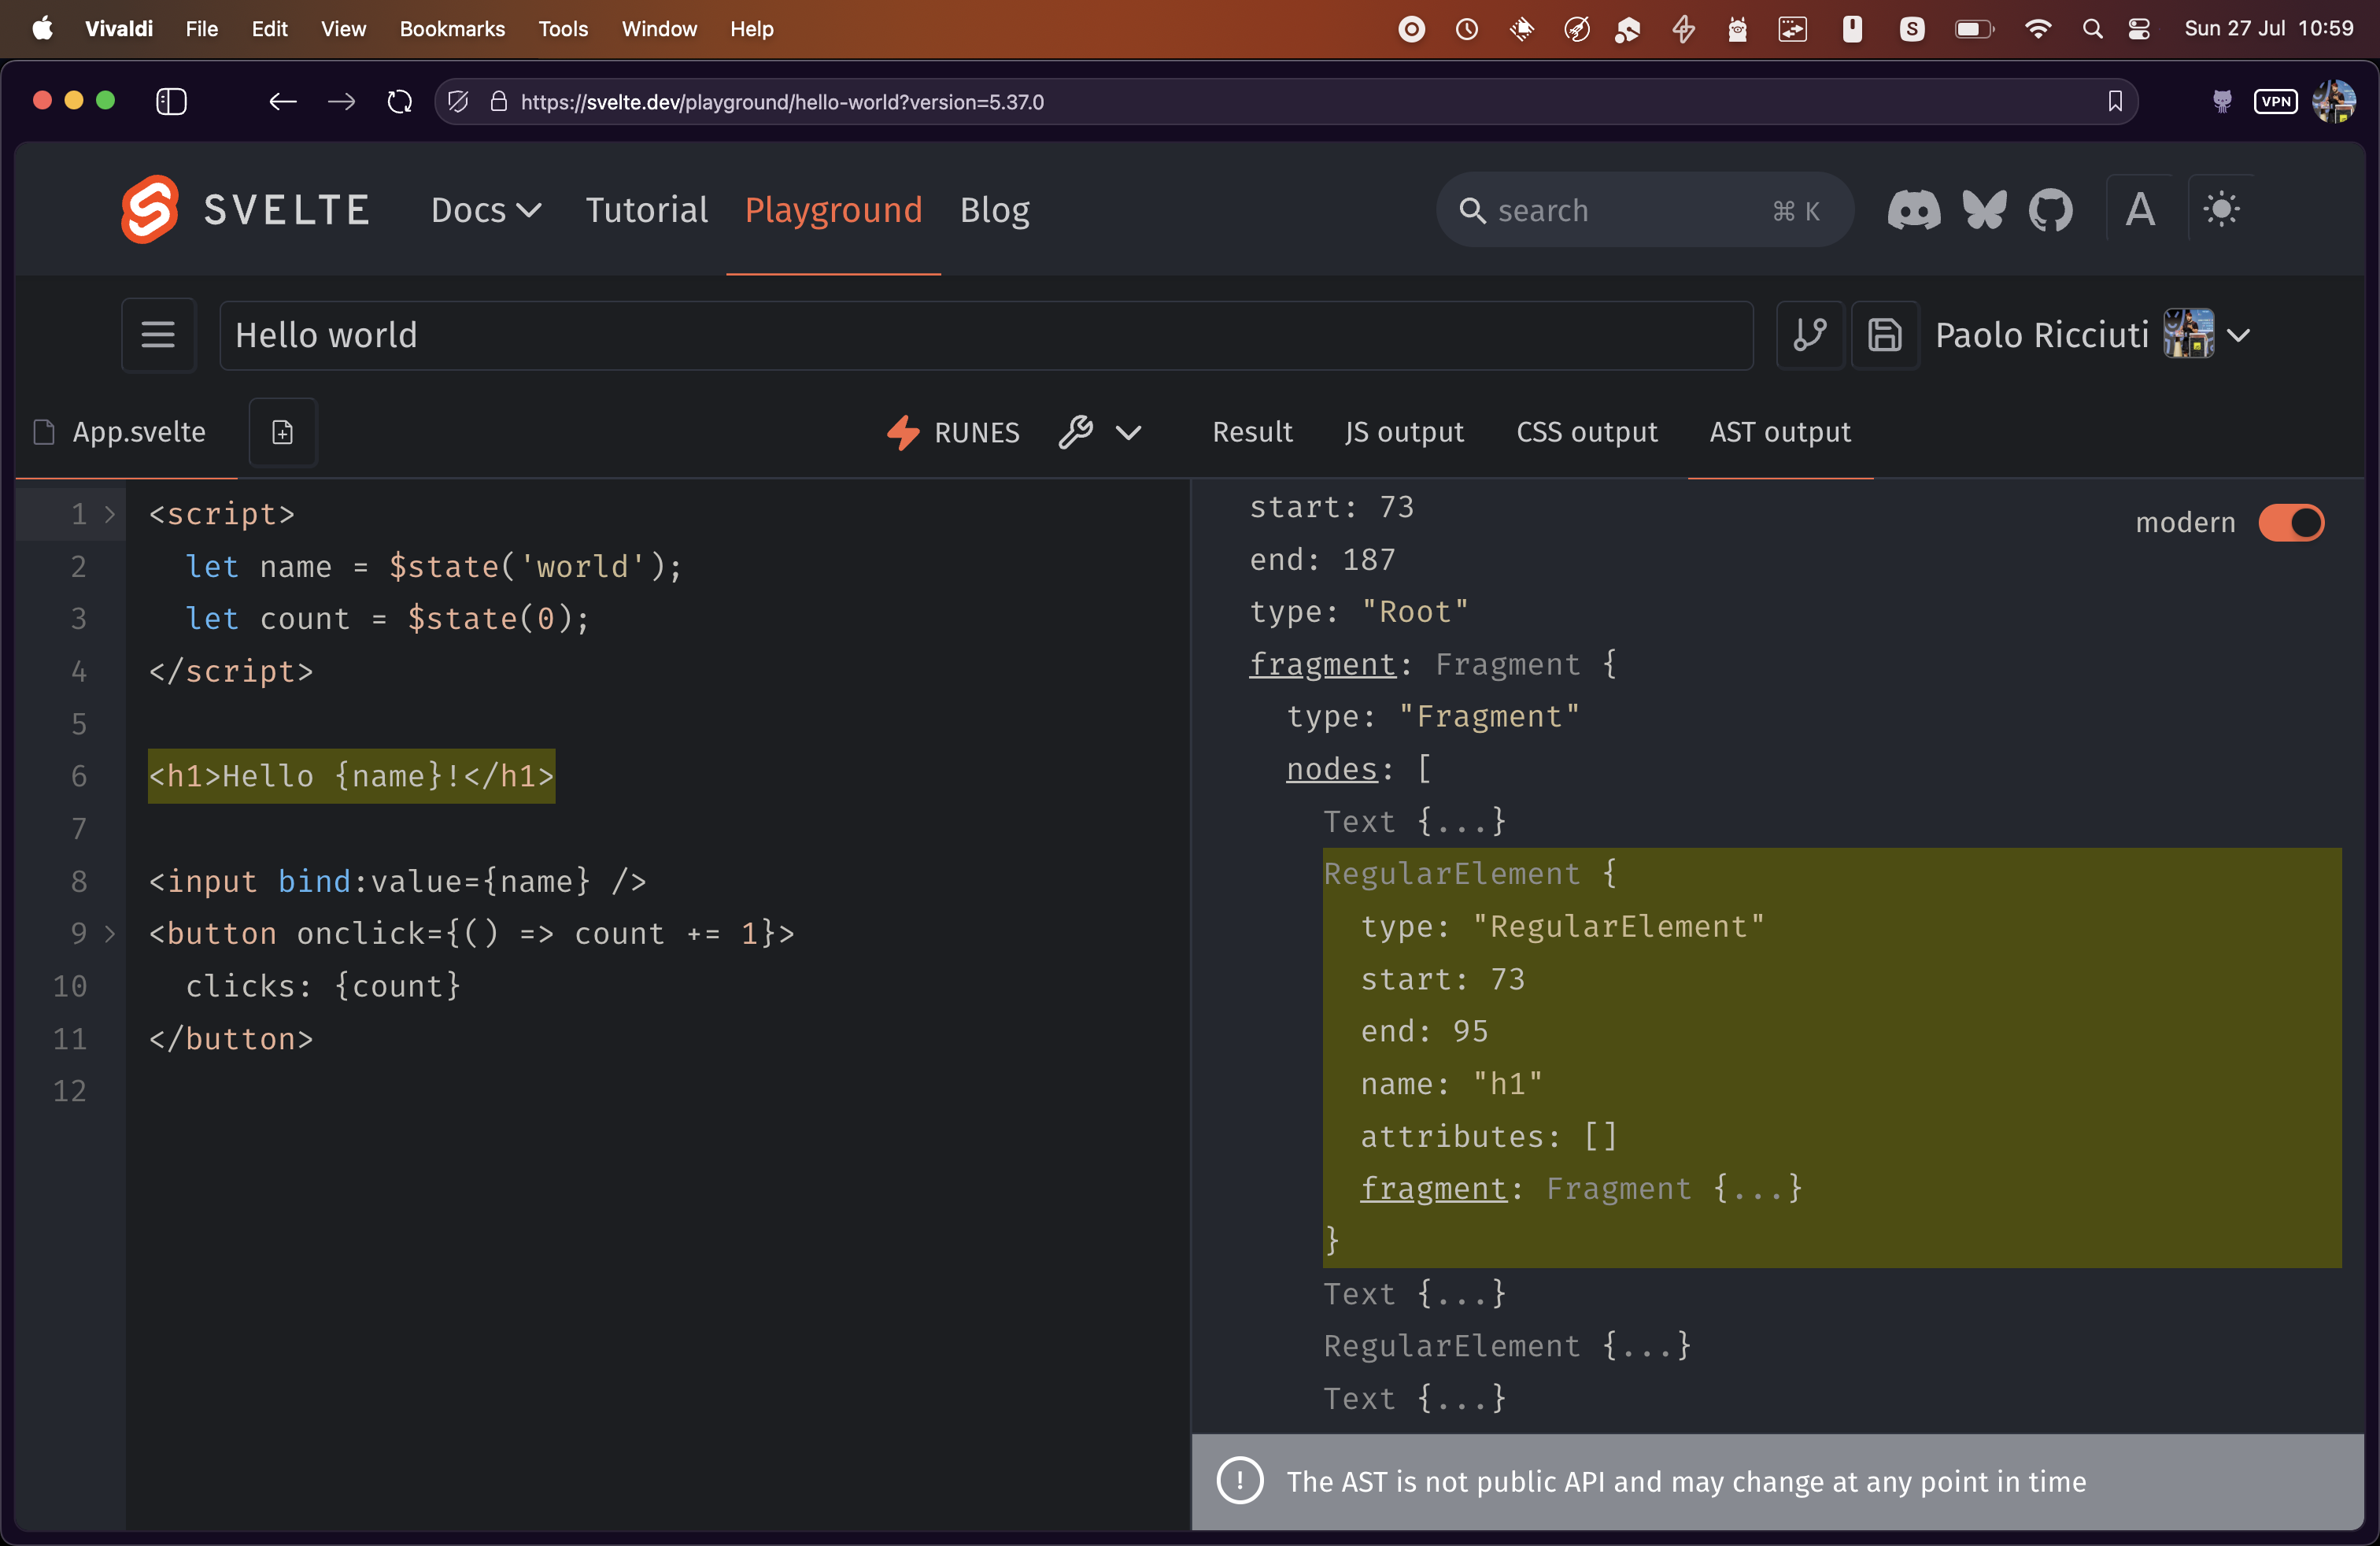 Vivaldi File Edit View Bookmarks Tools Window Help S Sun 27 Jul 10:59
https://svelte.dev/playground/hello-world?version=5.37.0 VPN
SVELTE Docs Tutorial Playground Blog search ⌘ K A
Hello world Paolo Ricciuti
App.svelte RUNES Result JS output CSS output AST output
1 <script>
2 let name = $state('world');
3 let count = $state(0);
4 </script>
5
6 <h1>Hello {name}!</h1>
7
8 <input bind:value={name} />
9 <button onclick={() => count += 1}>
10 clicks: {count}
11 </button>
12
modern
start: 73
end: 187
type: "Root"
fragment: Fragment {
type: "Fragment"
nodes: [
Text {...}
RegularElement {
type: "RegularElement"
start: 73
end: 95
name: "h1"
attributes: []
fragment: Fragment {...}
}
Text {...}
RegularElement {...}
Text {...}
The AST is not public API and may change at any point in time